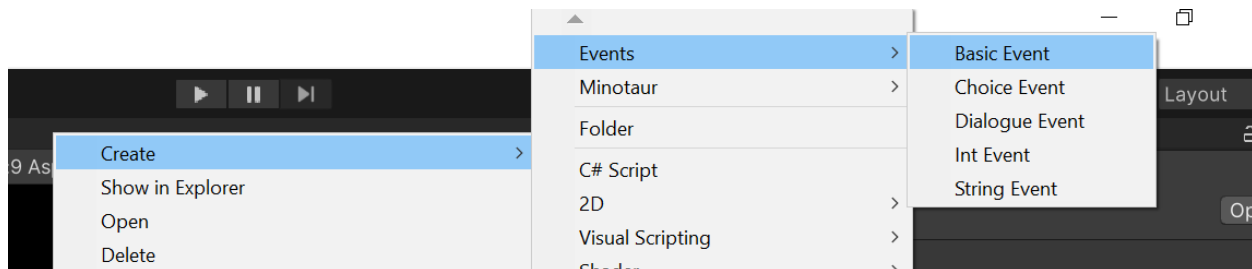 Events
Basic Event
Minotaur
Choice Event
Layout
Folder
Dialogue Event
Create
C# Script
Int Event
Show in Explorer
2D
String Event
Open
Visual Scripting
Delete
Shader